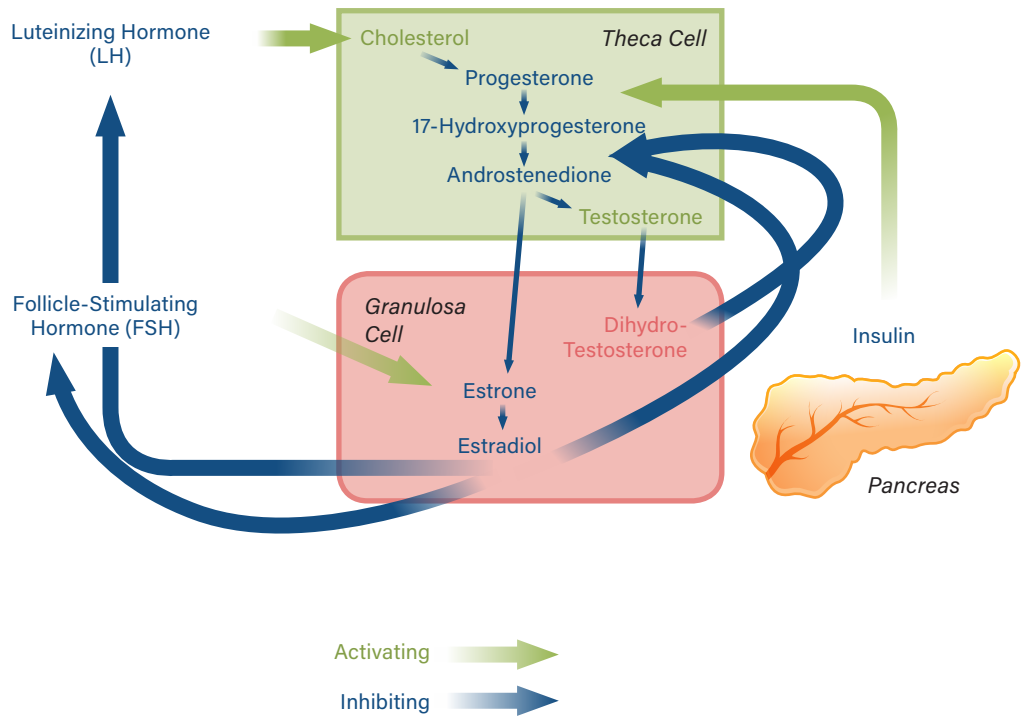 Luteinizing Hormone
(LH)
Cholesterol
Theca Cell
Progesterone
17-Hydroxyprogesterone
Androstenedione
Testosterone
Follicle-Stimulating
Hormone (FSH)
Granulosa
Cell
Dihydro-
Testosterone
Estrone
Estradiol
Insulin
Pancreas
Activating
Inhibiting